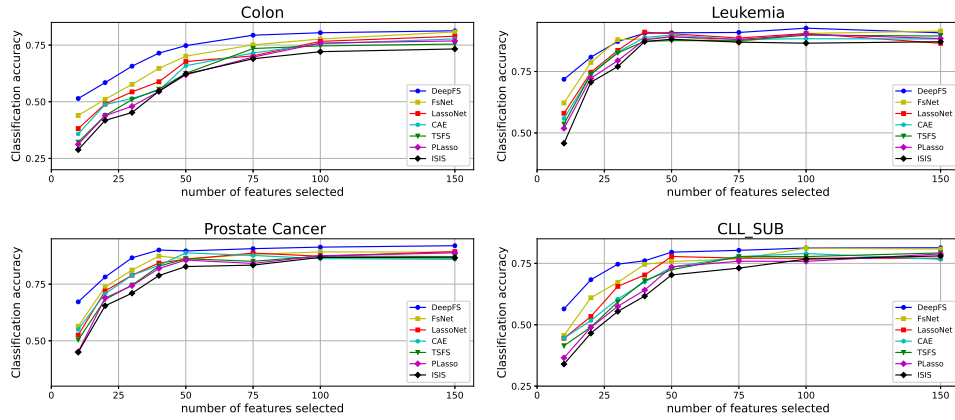 Colon
Classification accuracy
0.75
0.50
0.25
DeepFS
FsNet
LassoNet
CAE
TSFS
PLasso
ISIS
0 25 50 75 100 150
number of features selected
Leukemia
Classification accuracy
0.75
0.50
DeepFS
FsNet
LassoNet
CAE
TSFS
PLasso
ISIS
0 25 50 75 100 150
number of features selected
Prostate Cancer
Classification accuracy
0.75
0.50
DeepFS
FsNet
LassoNet
CAE
TSFS
PLasso
ISIS
0 25 50 75 100 150
number of features selected
CLL_SUB
Classification accuracy
0.75
0.50
0.25
DeepFS
FsNet
LassoNet
CAE
TSFS
PLasso
ISIS
0 25 50 75 100 150
number of features selected